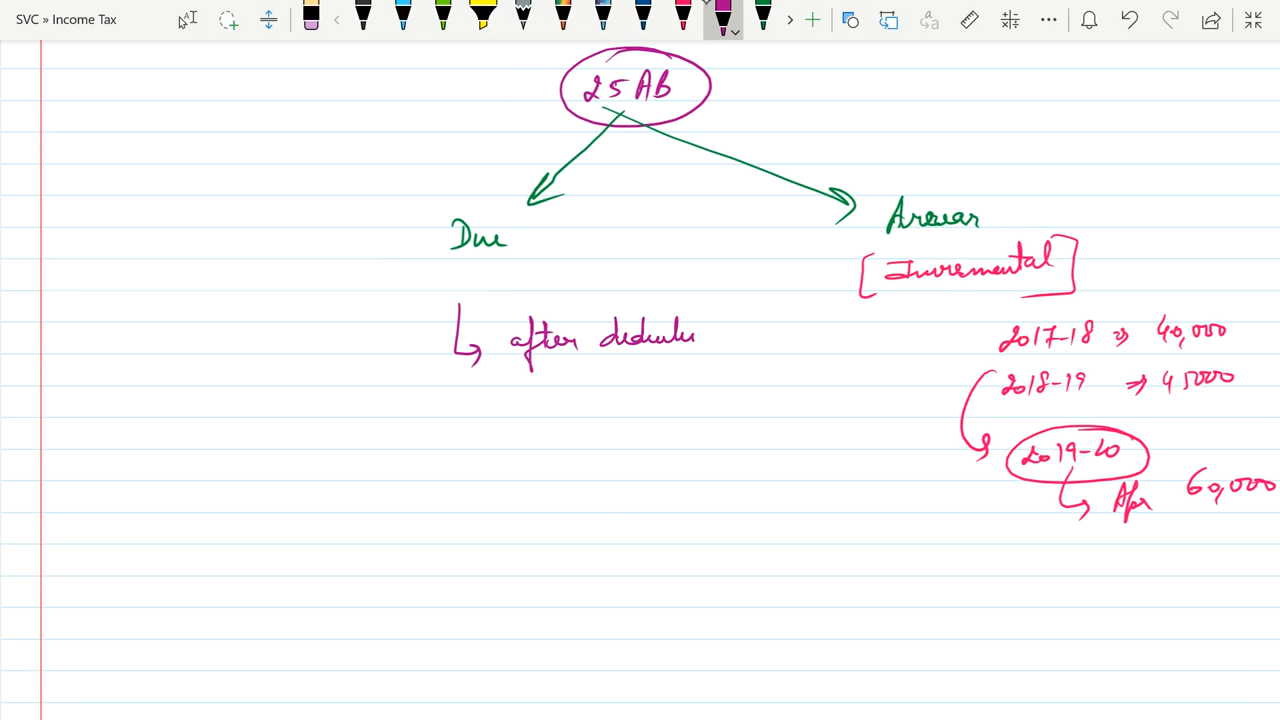 SVC » Income Tax
25AB
Due
Arrear
[Incremental]
after deductu
2017-18 ⇒ 40,000
2018-19 ⇒ 45000
2019-20
Apr 60,000